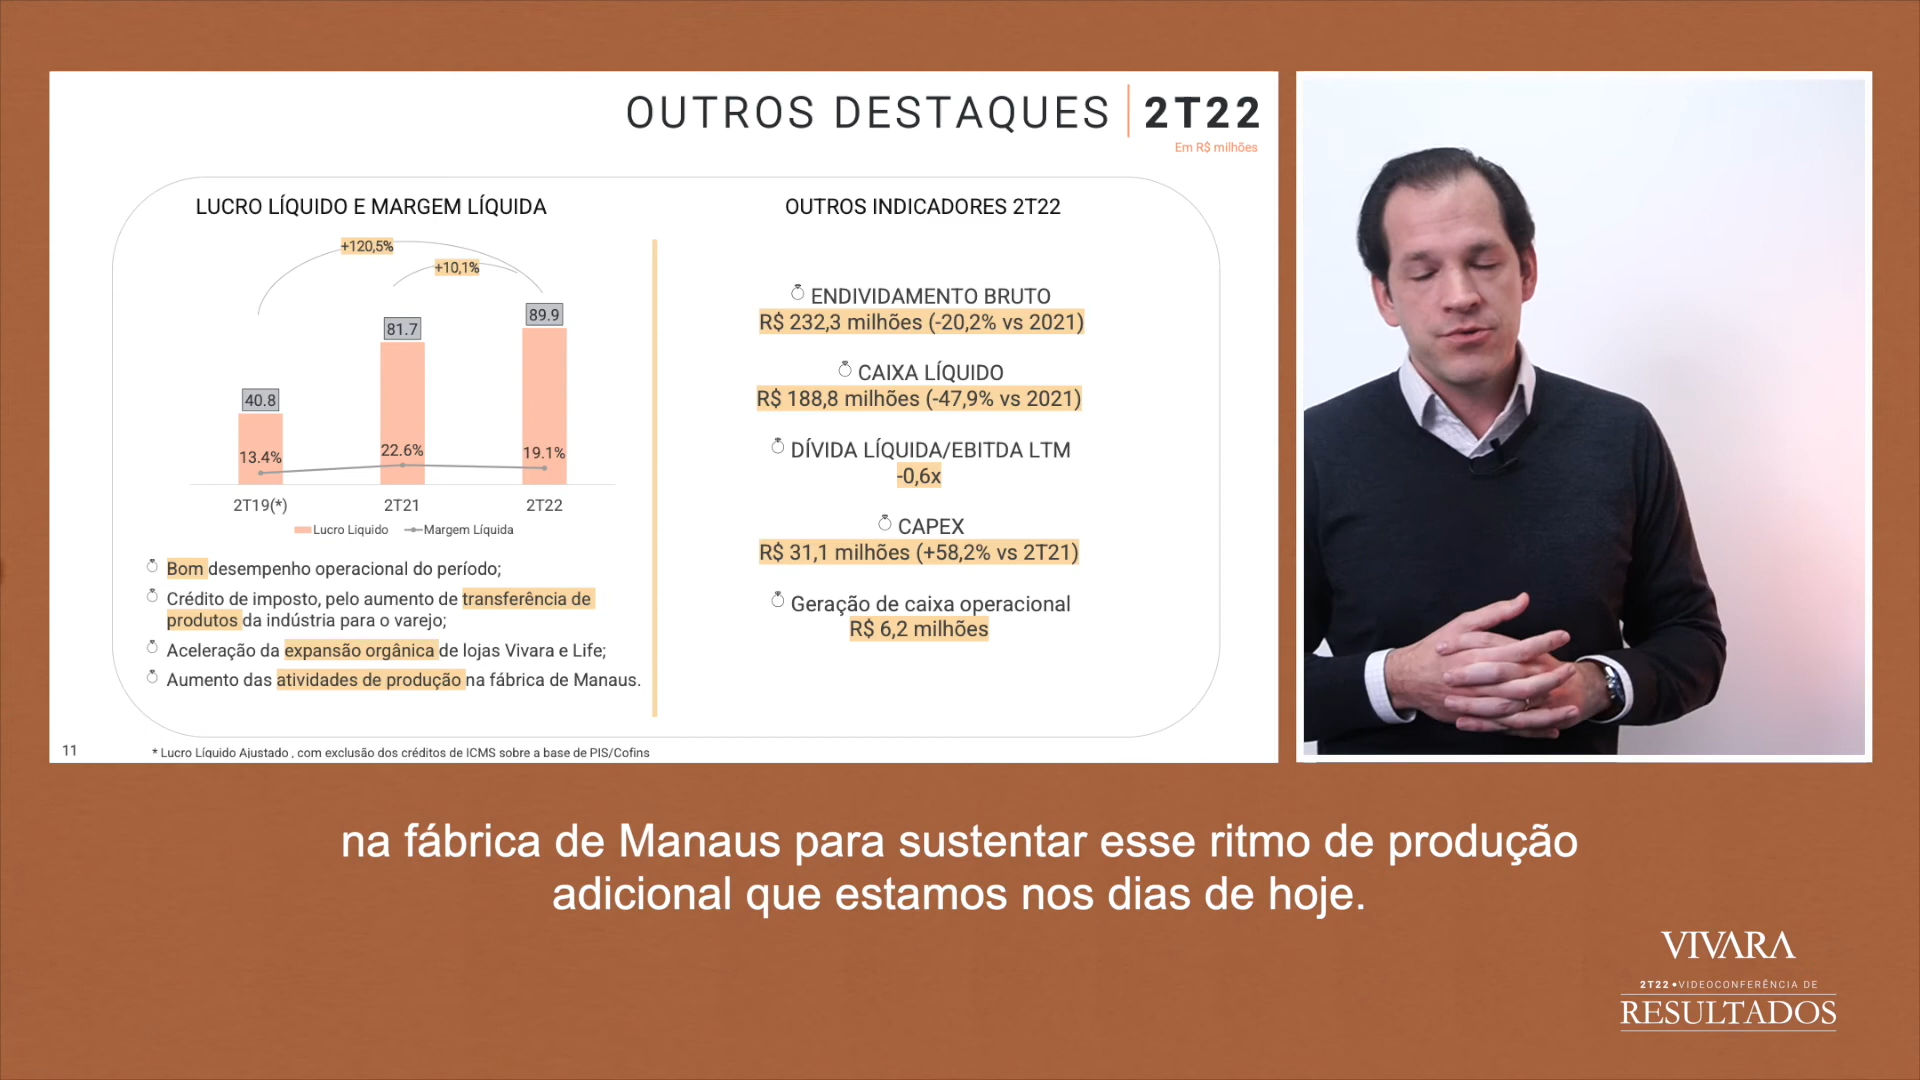 OUTROS DESTAQUES 2T22
Em R$ milhões
LUCRO LÍQUIDO E MARGEM LÍQUIDA
+120,5%
+10,1%
40.8
81.7
89.9
13.4%
22.6%
19.1%
2T19(*)
2T21
2T22
Lucro Liquido
Margem Líquida
Bom desempenho operacional do período;
Crédito de imposto, pelo aumento de transferência de
produtos da indústria para o varejo;
Aceleração da expansão orgânica de lojas Vivara e Life;
Aumento das atividades de produção na fábrica de Manaus.
OUTROS INDICADORES 2T22
ENDIVIDAMENTO BRUTO
R$ 232,3 milhões (-20,2% vs 2021)
CAIXA LÍQUIDO
R$ 188,8 milhões (-47,9% vs 2021)
DÍVIDA LÍQUIDA/EBITDA LTM
-0,6x
CAPEX
R$ 31,1 milhões (+58,2% vs 2T21)
Geração de caixa operacional
R$ 6,2 milhões
11
* Lucro Líquido Ajustado , com exclusão dos créditos de ICMS sobre a base de PIS/Cofins
na fábrica de Manaus para sustentar esse ritmo de produção
adicional que estamos nos dias de hoje.
VIVARA
2T22•VIDEOCONFERÊNCIA DE
RESULTADOS